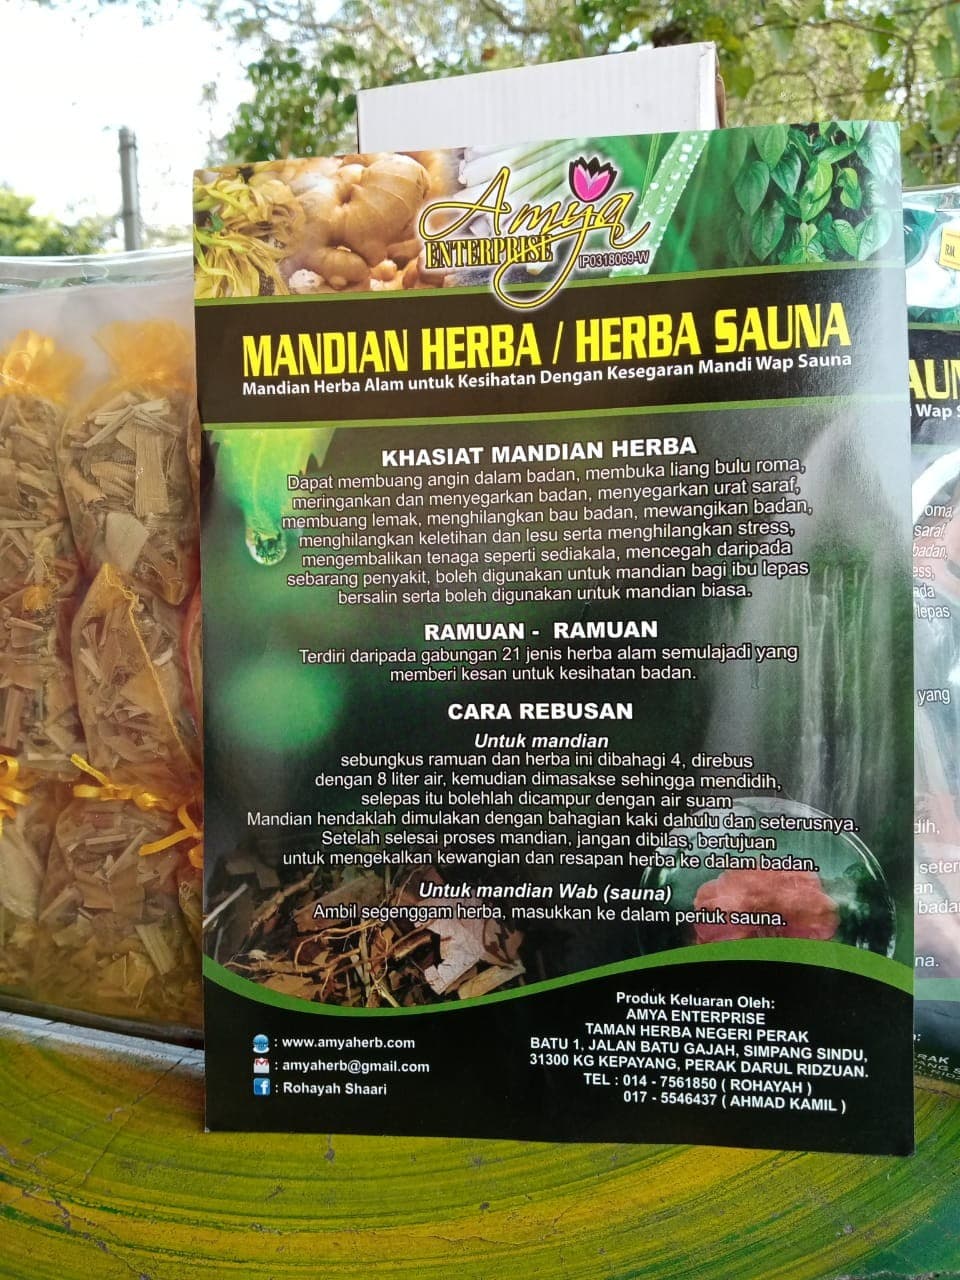 Amya
ENTERPRISE
IP0318069-W
MANDIAN HERBA / HERBA SAUNA
Mandian Herba Alam untuk Kesihatan Dengan Kesegaran Mandi Wap Sauna
KHASIAT MANDIAN HERBA
Dapat membuang angin dalam badan, membuka liang bulu roma,
meringankan dan menyegarkan badan, menyegarkan urat saraf,
membuang lemak, menghilangkan bau badan, mewangikan badan,
menghilangkan keletihan dan lesu serta menghilangkan stress,
mengembalikan tenaga seperti sediakala, mencegah daripada
sebarang penyakit, boleh digunakan untuk mandian bagi ibu lepas
bersalin serta boleh digunakan untuk mandian biasa.
RAMUAN - RAMUAN
Terdiri daripada gabungan 21 jenis herba alam semulajadi yang
memberi kesan untuk kesihatan badan.
CARA REBUSAN
Untuk mandian
sebungkus ramuan dan herba ini dibahagi 4, direbus
dengan 8 liter air, kemudian dimasakse sehingga mendidih,
selepas itu bolehlah dicampur dengan air suam
Mandian hendaklah dimulakan dengan bahagian kaki dahulu dan seterusnya.
Setelah selesai proses mandian, jangan dibilas, bertujuan
untuk mengekalkan kewangian dan resapan herba ke dalam badan.
Untuk mandian Wab (sauna)
Ambil segenggam herba, masukkan ke dalam periuk sauna.
: www.amyaherb.com
: amyaherb@gmail.com
: Rohayah Shaari
Produk Keluaran Oleh:
AMYA ENTERPRISE
TAMAN HERBA NEGERI PERAK
BATU 1, JALAN BATU GAJAH, SIMPANG SINDU,
31300 KG KEPAYANG, PERAK DARUL RIDZUAN.
TEL : 014 - 7561850 ( ROHAYAH )
017 - 5546437 ( AHMAD KAMIL )